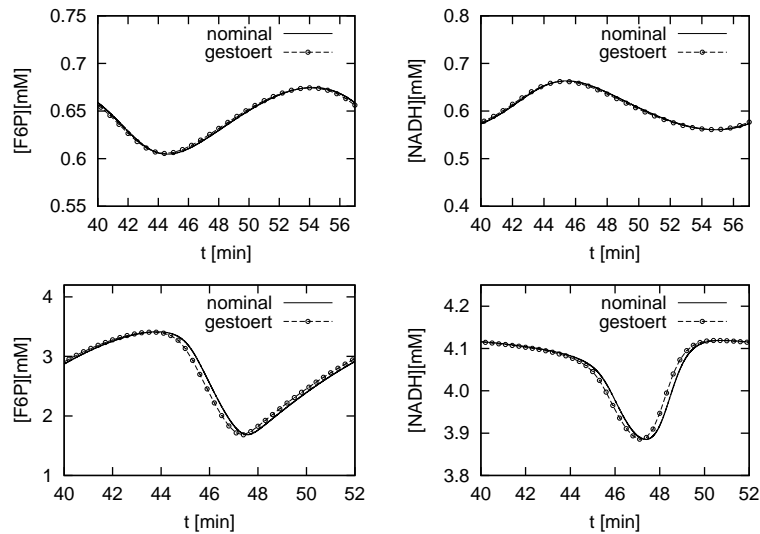 0.75
0.7
0.65
0.6
0.55
[F6P][mM]
nominal
gestoert
40 42 44 46 48 50 52 54 56
t [min]
0.8
0.7
0.6
0.5
0.4
[NADH][mM]
nominal
gestoert
40 42 44 46 48 50 52 54 56
t [min]
4
3
2
1
[F6P][mM]
nominal
gestoert
40 42 44 46 48 50 52
t [min]
4.2
4.1
4.0
3.9
3.8
[NADH][mM]
nominal
gestoert
40 42 44 46 48 50 52
t [min]